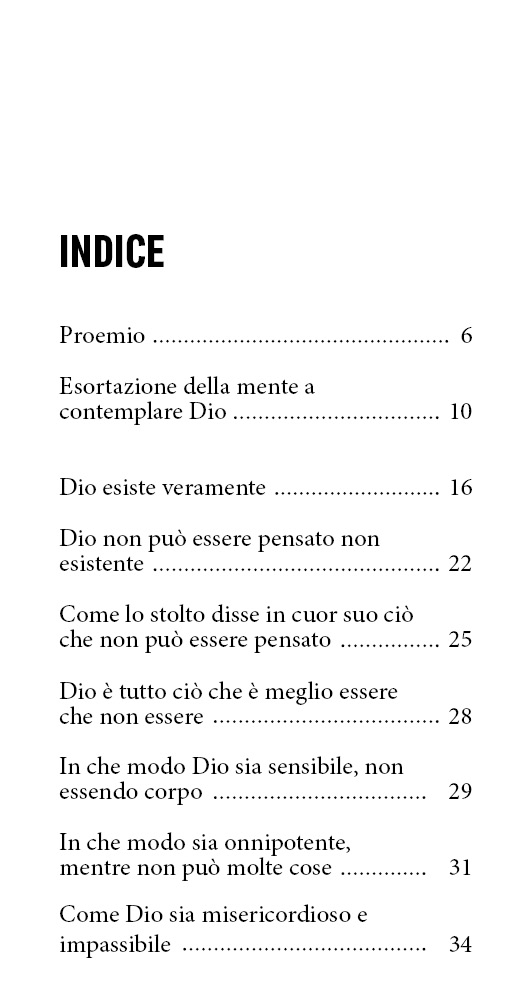 INDICE
Proemio ................................................ 6
Esortazione della mente a
contemplare Dio .................................. 10
Dio esiste veramente ........................... 16
Dio non può essere pensato non
esistente ............................................... 22
Come lo stolto disse in cuor suo ciò
che non può essere pensato ................ 25
Dio è tutto ciò che è meglio essere
che non essere ..................................... 28
In che modo Dio sia sensibile, non
essendo corpo ................................... 29
In che modo sia onnipotente,
mentre non può molte cose .............. 31
Come Dio sia misericordioso e
impassibile ........................................ 34